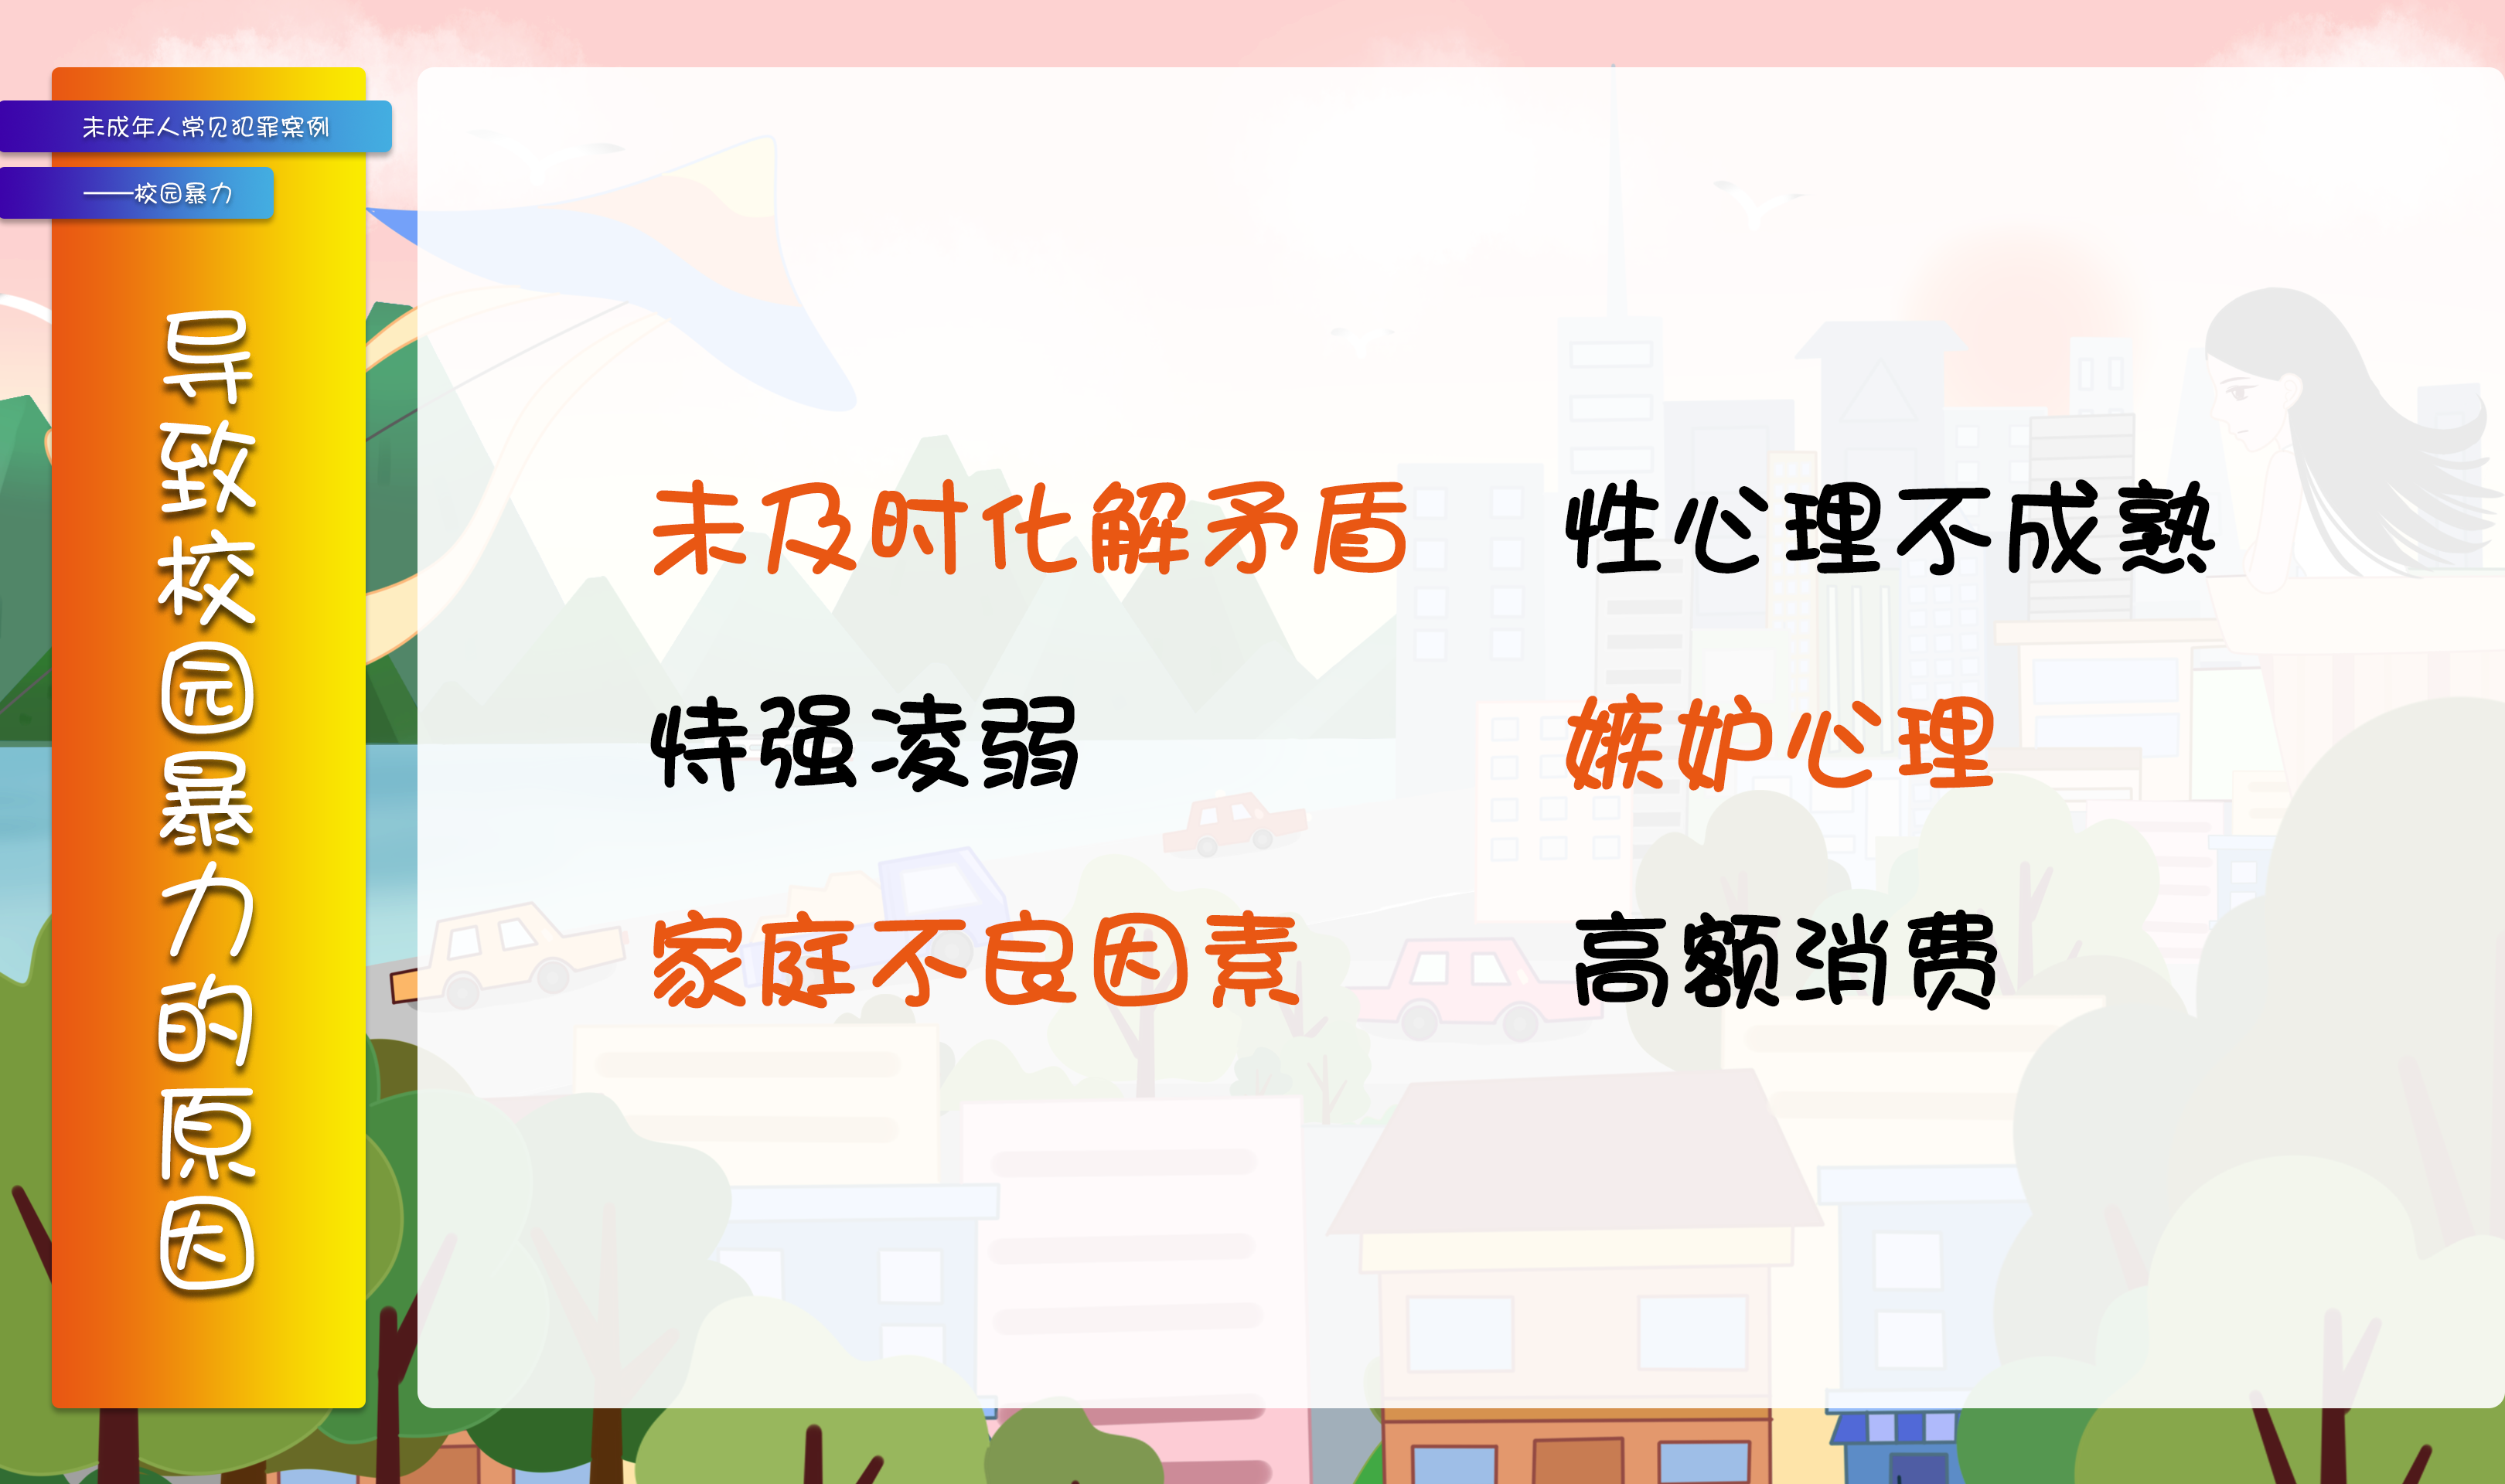 未成年人常见犯罪案例
——校园暴力
导致校园暴力的原因
未及时化解矛盾
性心理不成熟
恃强凌弱
嫉妒心理
家庭不良因素
高额消费